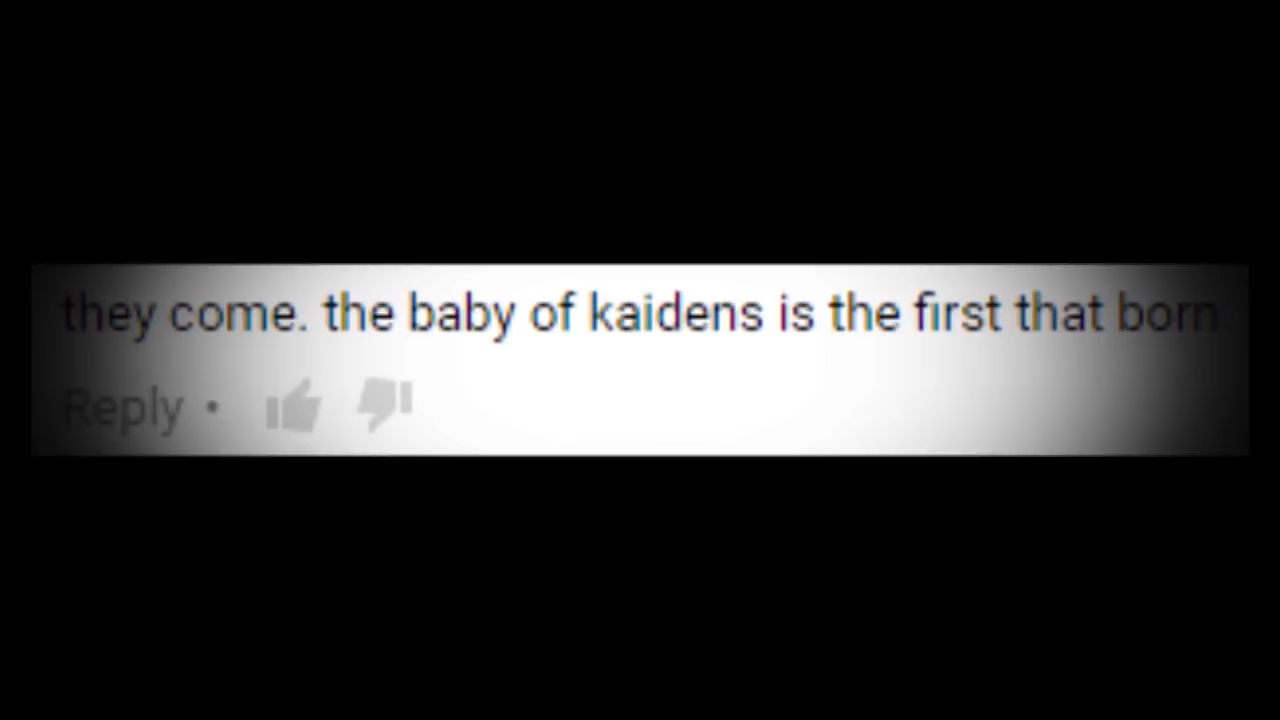 they come. the baby of kaidens is the first that born
Reply •